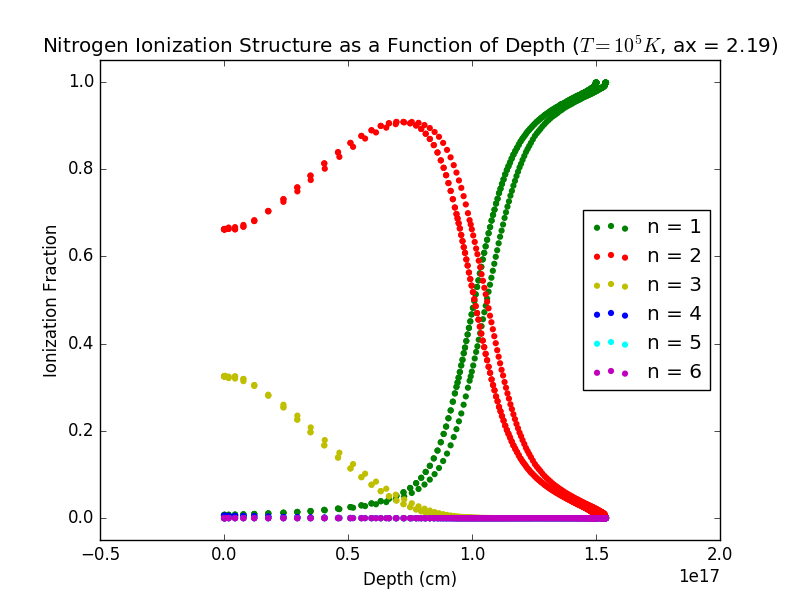 Nitrogen Ionization Structure as a Function of Depth (T = 10^5 K, ax = 2.19)
1.0
0.8
0.6
0.4
0.2
0.0
Ionization Fraction
n = 1
n = 2
n = 3
n = 4
n = 5
n = 6
−0.5 0.0 0.5 1.0 1.5 2.0
1e17
Depth (cm)